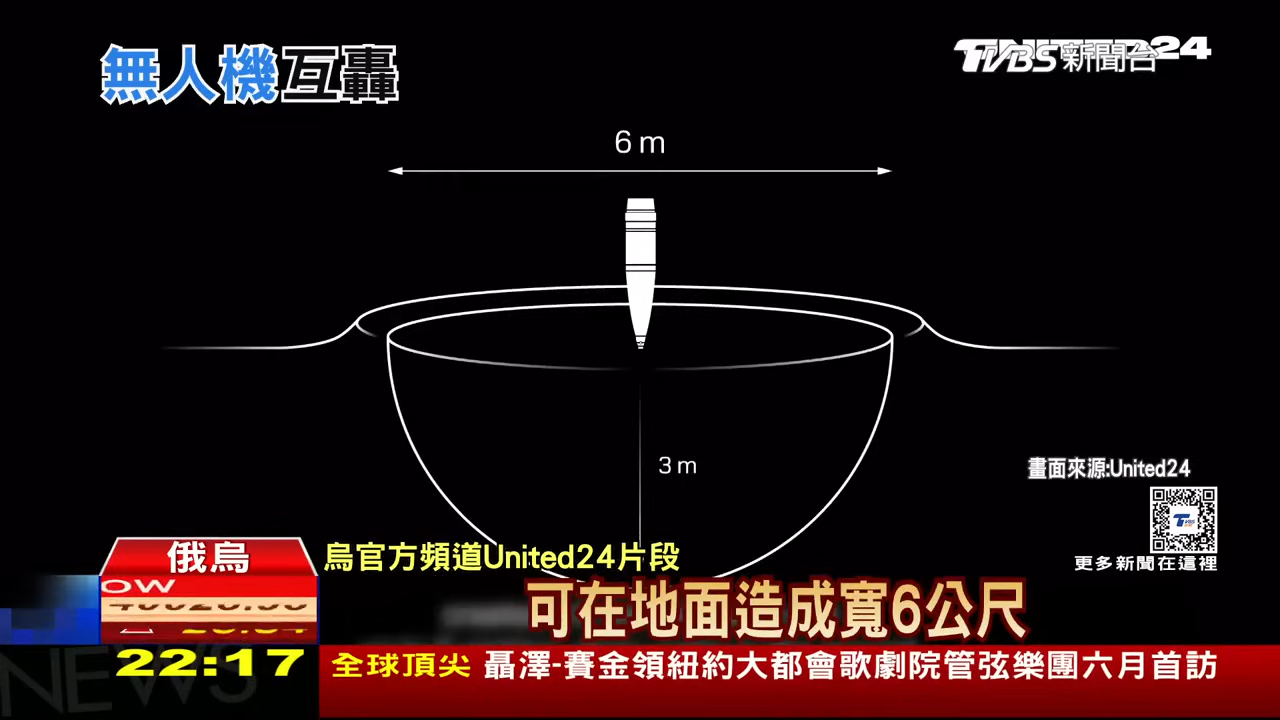 無人機互轟
UNITED24
TVBS新聞台
6 m
3 m
畫面來源:United24
更多新聞在這裡
俄烏
烏官方頻道United24片段
可在地面造成寬6公尺
22:17
全球頂尖 聶澤-賽金領紐約大都會歌劇院管弦樂團六月首訪
NEWS